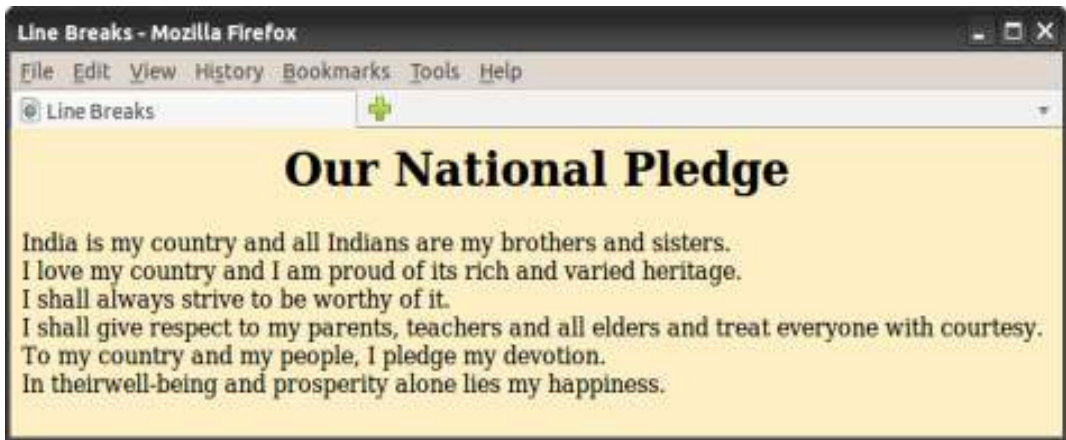 Line Breaks - Mozilla Firefox
File Edit View History Bookmarks Tools Help
Line Breaks
Our National Pledge
India is my country and all Indians are my brothers and sisters.
I love my country and I am proud of its rich and varied heritage.
I shall always strive to be worthy of it.
I shall give respect to my parents, teachers and all elders and treat everyone with courtesy.
To my country and my people, I pledge my devotion.
In theirwell-being and prosperity alone lies my happiness.